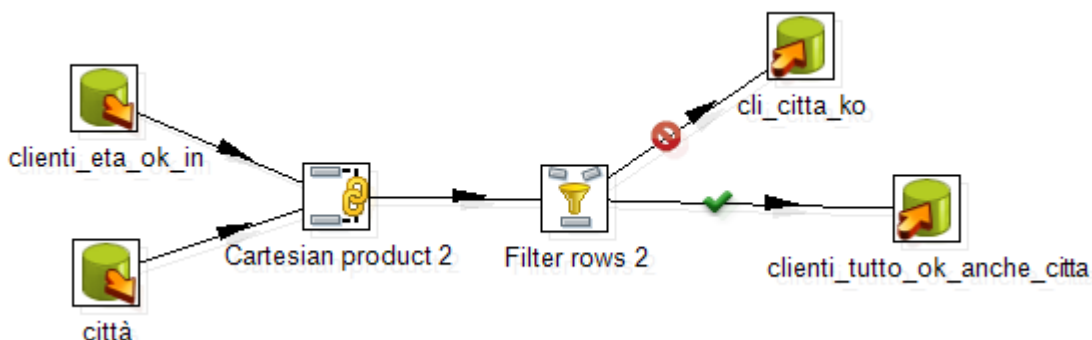 cli_citta_ko
clienti_eta_ok_in
Cartesian product 2
Filter rows 2
clienti_tutto_ok_anche_citta
città